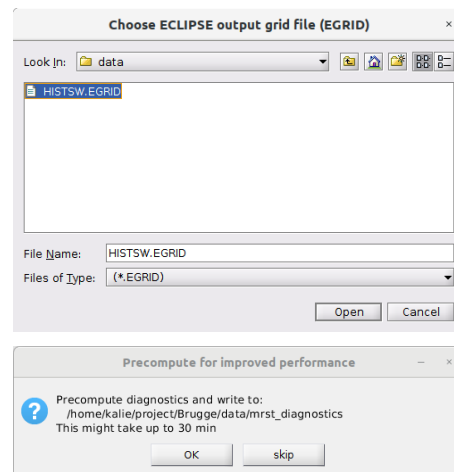 Choose ECLIPSE output grid file (EGRID) ×
Look In: data
HISTSW.EGRID
File Name: HISTSW.EGRID
Files of Type: (*.EGRID)
Open Cancel
Precompute for improved performance – ×
Precompute diagnostics and write to:
/home/kalie/project/Brugge/data/mrst_diagnostics
This might take up to 30 min
OK skip